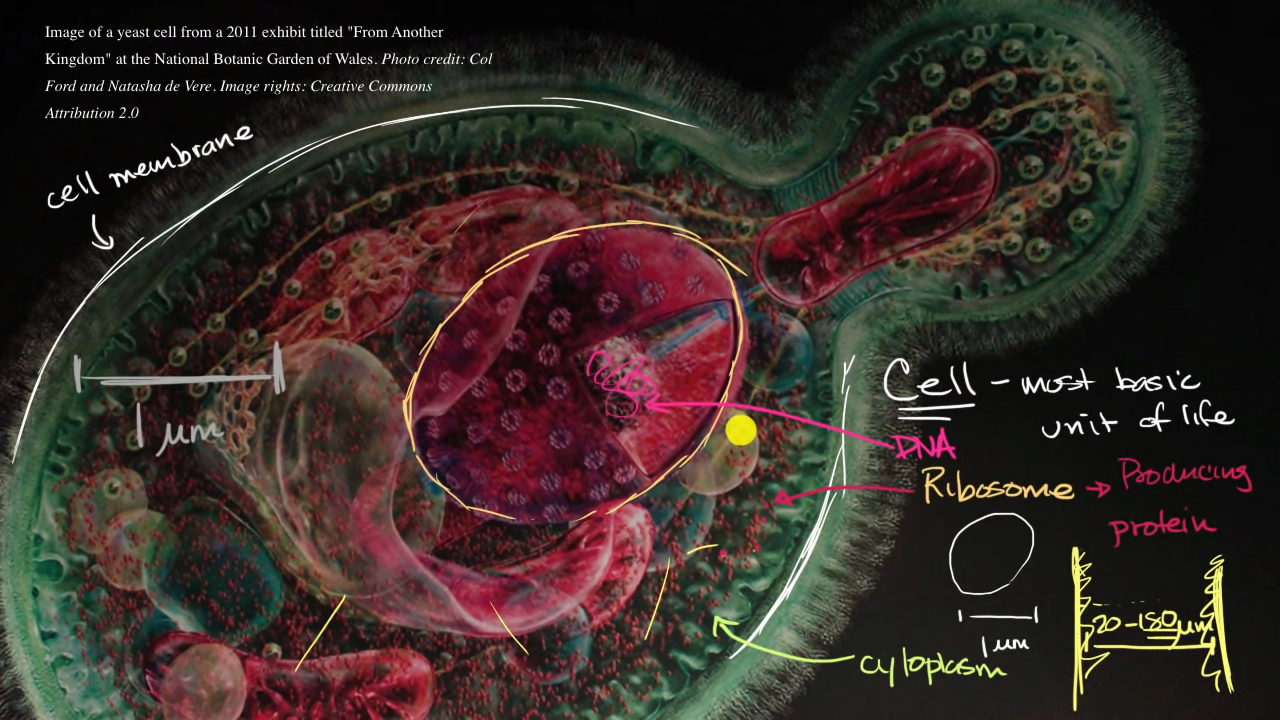 Image of a yeast cell from a 2011 exhibit titled "From Another
Kingdom" at the National Botanic Garden of Wales. Photo credit: Col
Ford and Natasha de Vere. Image rights: Creative Commons
Attribution 2.0
cell membrane
1 μm
Cell - most basic
unit of life
DNA
Ribosome → Producing
protein
20-180 μm
1 μm
cytoplasm